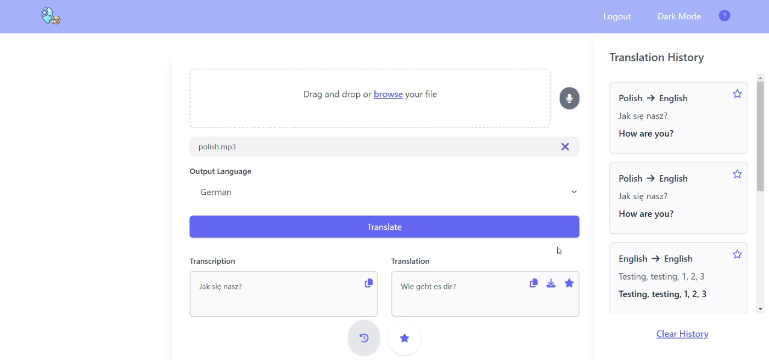 Logout
Dark Mode
?
Drag and drop or browse your file
polish.mp3
Output Language
German
Translate
Transcription
Jak się nasz?
Translation
Wie geht es dir?
Translation History
Polish → English
Jak się nasz?
How are you?
Polish → English
Jak się nasz?
How are you?
English → English
Testing, testing, 1, 2, 3
Testing, testing, 1, 2, 3
Clear History